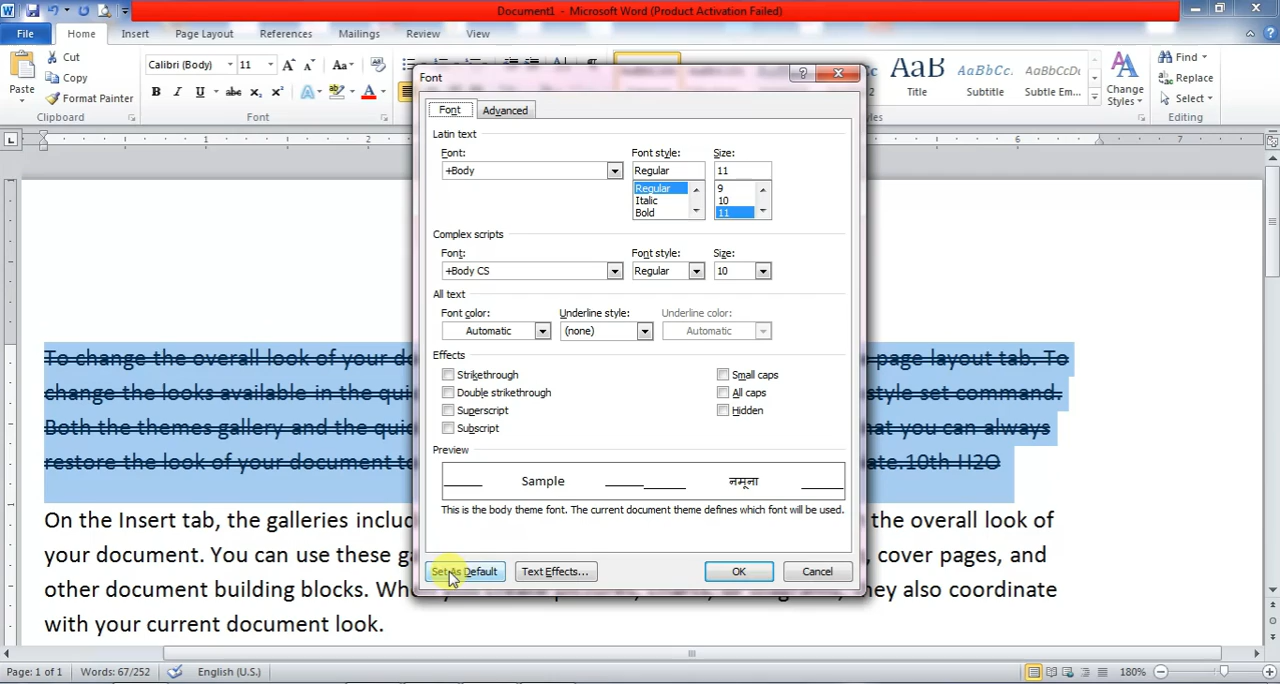 Document1 - Microsoft Word (Product Activation Failed)
File Home Insert Page Layout References Mailings Review View
Paste
Cut
Copy
Format Painter
Clipboard
Calibri (Body) 11
Font
AaB AaBbCc. AaBbCcDc
Title Subtitle Subtle Em...
Change
Styles
Find
Replace
Select
Editing
Font
Font Advanced
Latin text
Font: Font style: Size:
+Body Regular 11
Regular 9
Italic 10
Bold 11
Complex scripts
Font: Font style: Size:
+Body CS Regular 10
All text
Font color: Underline style: Underline color:
Automatic (none) Automatic
Effects
Strikethrough Small caps
Double strikethrough All caps
Superscript Hidden
Subscript
Preview
Sample नमूना
This is the body theme font. The current document theme defines which font will be used.
Set As Default Text Effects... OK Cancel
1 2 6 7
To change the overall look of your page layout tab. To
change the looks available in the style set command.
Both the themes gallery and the that you can always
restore the look of your document 10th H2O
On the Insert tab, the galleries the overall look of
your document. You can use these cover pages, and
other document building blocks. they also coordinate
with your current document look.
Page: 1 of 1 Words: 67/252 English (U.S.) 180%